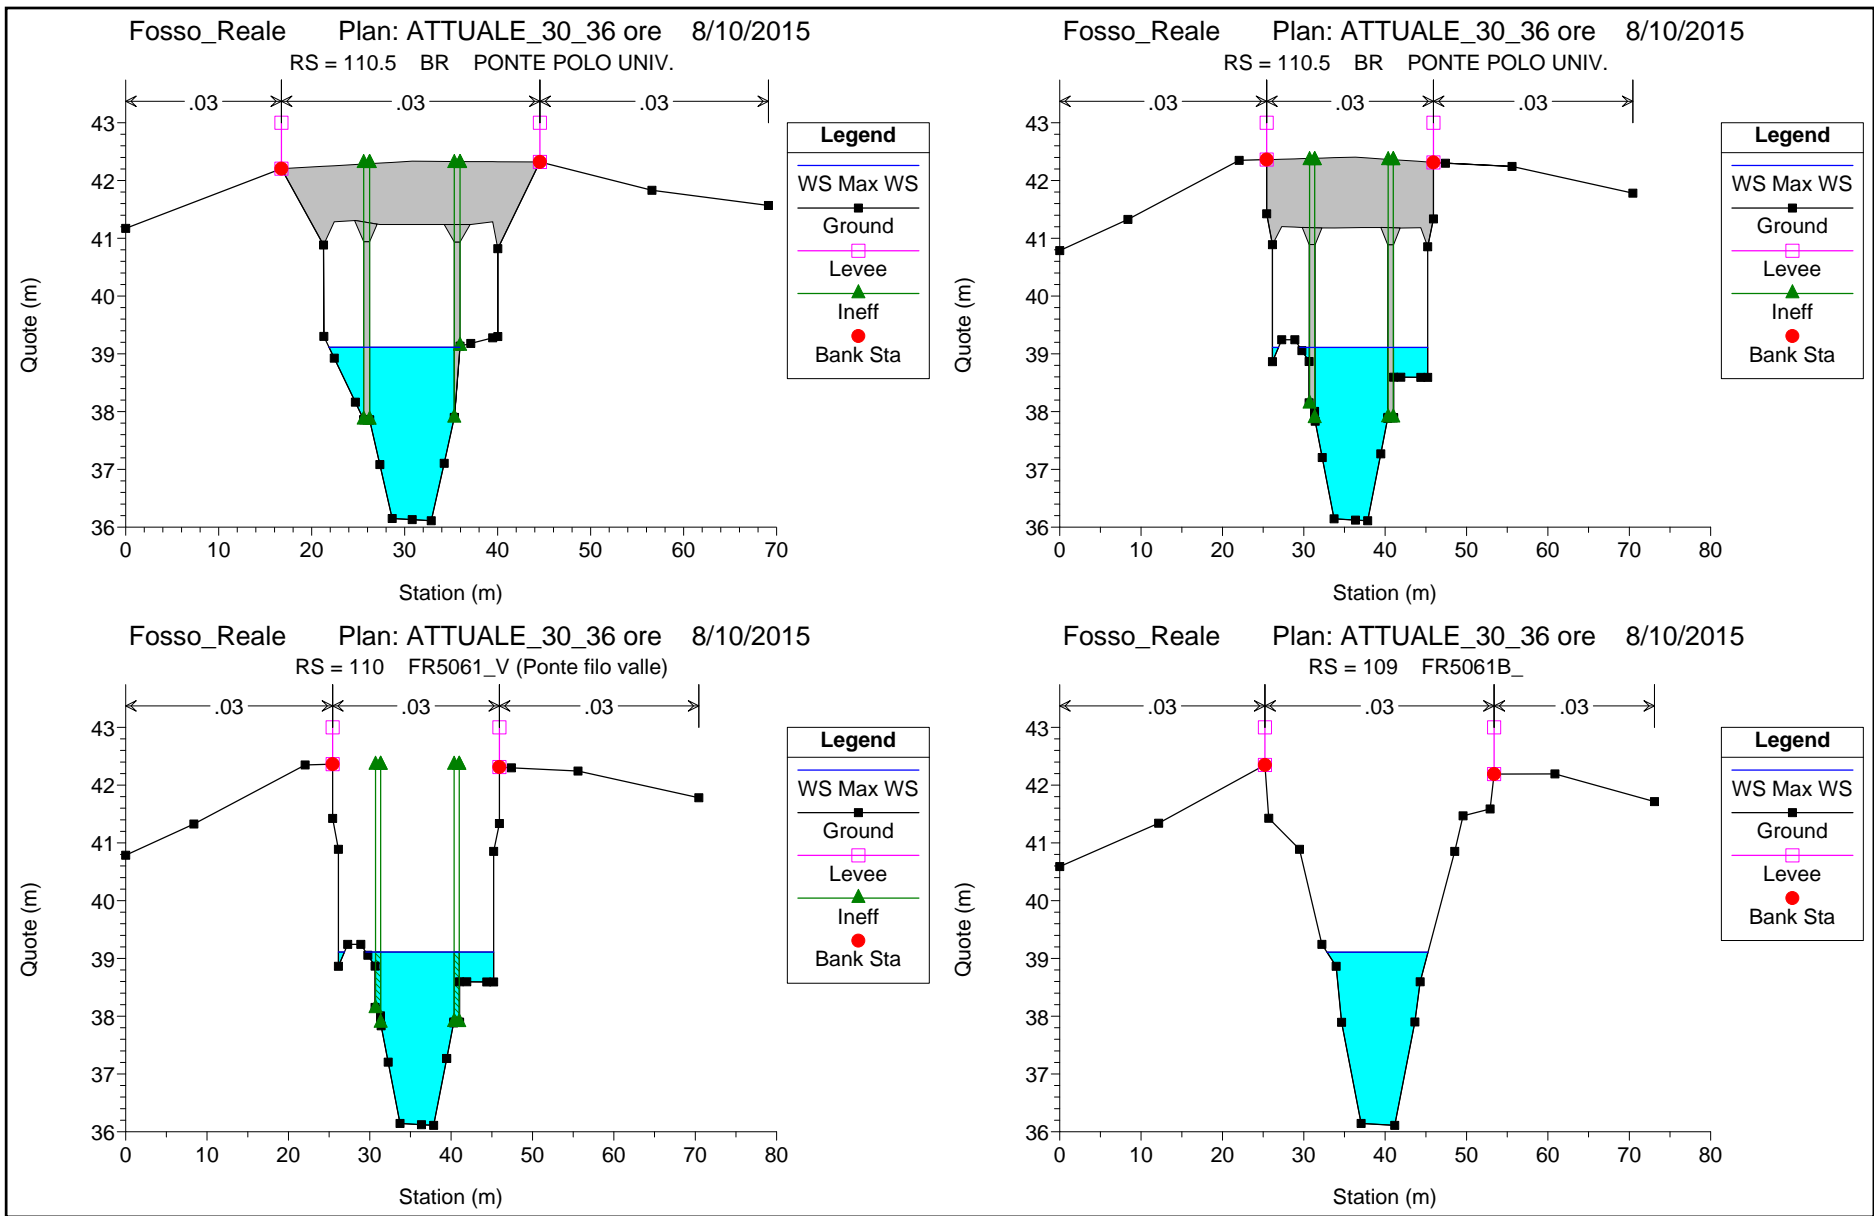 Fosso_Reale Plan: ATTUALE_30_36 ore 8/10/2015
RS = 110.5 BR PONTE POLO UNIV.
.03 .03 .03
43
42
41
40
39
38
37
36
Quote (m)
0 10 20 30 40 50 60 70
Station (m)
Legend
WS Max WS
Ground
Levee
Ineff
Bank Sta
Fosso_Reale Plan: ATTUALE_30_36 ore 8/10/2015
RS = 110.5 BR PONTE POLO UNIV.
.03 .03 .03
43
42
41
40
39
38
37
36
Quote (m)
0 10 20 30 40 50 60 70 80
Station (m)
Legend
WS Max WS
Ground
Levee
Ineff
Bank Sta
Fosso_Reale Plan: ATTUALE_30_36 ore 8/10/2015
RS = 110 FR5061_V (Ponte filo valle)
.03 .03 .03
43
42
41
40
39
38
37
36
Quote (m)
0 10 20 30 40 50 60 70 80
Station (m)
Legend
WS Max WS
Ground
Levee
Ineff
Bank Sta
Fosso_Reale Plan: ATTUALE_30_36 ore 8/10/2015
RS = 109 FR5061B_
.03 .03 .03
43
42
41
40
39
38
37
36
Quote (m)
0 10 20 30 40 50 60 70 80
Station (m)
Legend
WS Max WS
Ground
Levee
Bank Sta